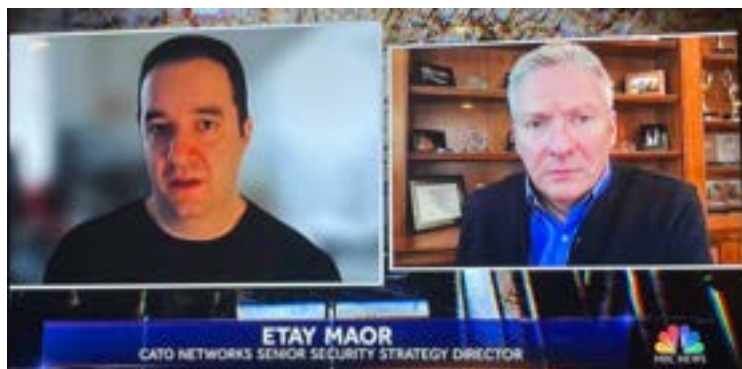 ETAY MAOR
CATO NETWORKS SENIOR SECURITY STRATEGY DIRECTOR
NBC NEWS